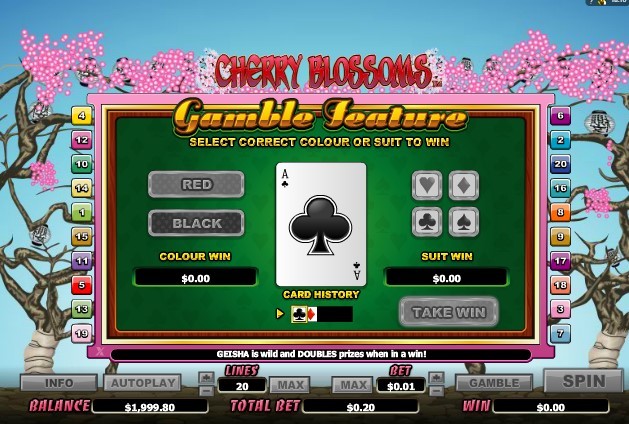 CHERRY BLOSSOMS™
Gamble Feature
SELECT CORRECT COLOUR OR SUIT TO WIN
4
12
10
14
1
15
11
5
13
19
6
2
20
16
8
9
17
18
3
7
RED
BLACK
A
A
COLOUR WIN
$0.00
SUIT WIN
$0.00
CARD HISTORY
TAKE WIN
X
GEISHA is wild and DOUBLES prizes when in a win!
INFO
AUTOPLAY
LINES
20
MAX
MAX
BET
$0.01
GAMBLE
SPIN
BALANCE
$1,999.80
TOTAL BET
$0.20
WIN
$0.00